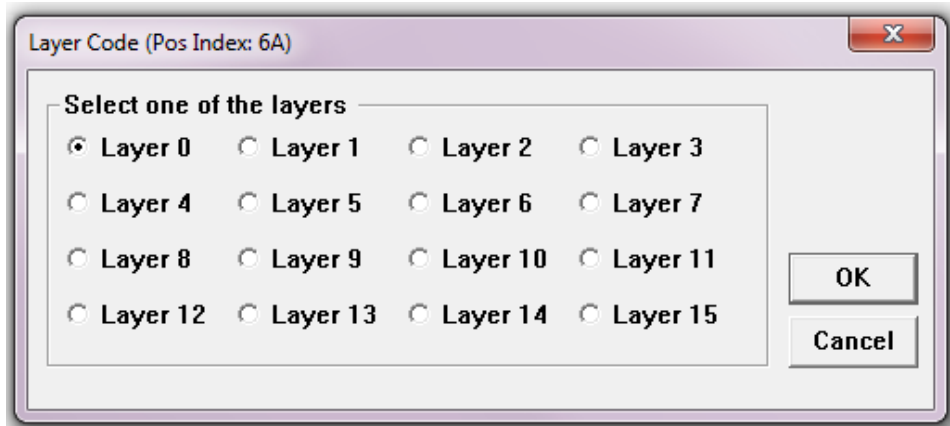 Layer Code (Pos Index: 6A)
Select one of the layers
Layer 0 Layer 1 Layer 2 Layer 3
Layer 4 Layer 5 Layer 6 Layer 7
Layer 8 Layer 9 Layer 10 Layer 11
Layer 12 Layer 13 Layer 14 Layer 15
OK
Cancel